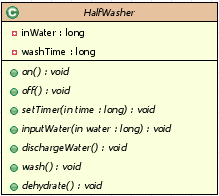 C HalfWasher
inWater : long
washTime : long
on() : void
off() : void
setTimer(in time : long) : void
inputWater(in water : long) : void
dischargeWater() : void
wash() : void
dehydrate() : void